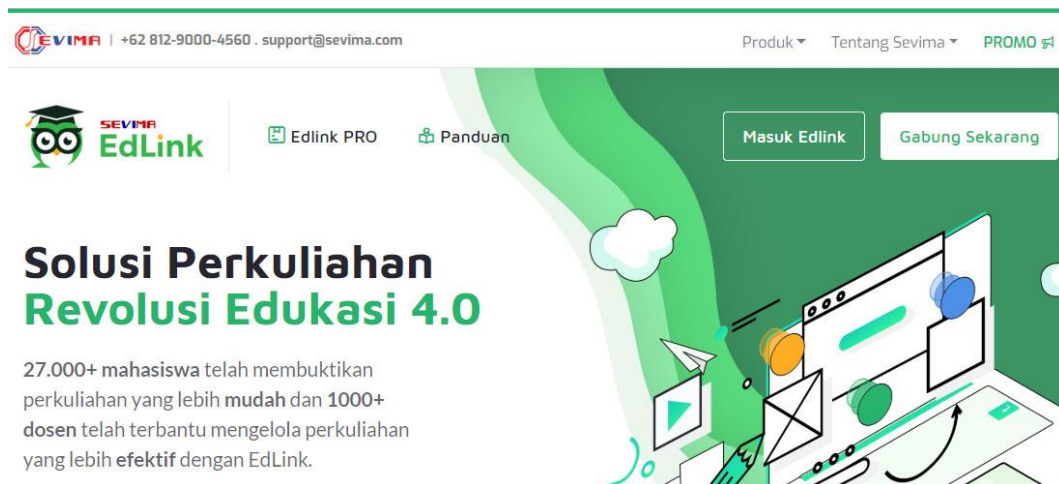 SEVIMA | +62 812-9000-4560 . support@sevima.com
Produk Tentang Sevima PROMO
SEVIMA
EdLink
Edlink PRO Panduan
Masuk Edlink Gabung Sekarang
Solusi Perkuliahan
Revolusi Edukasi 4.0
27.000+ mahasiswa telah membuktikan
perkuliahan yang lebih mudah dan 1000+
dosen telah terbantu mengelola perkuliahan
yang lebih efektif dengan EdLink.